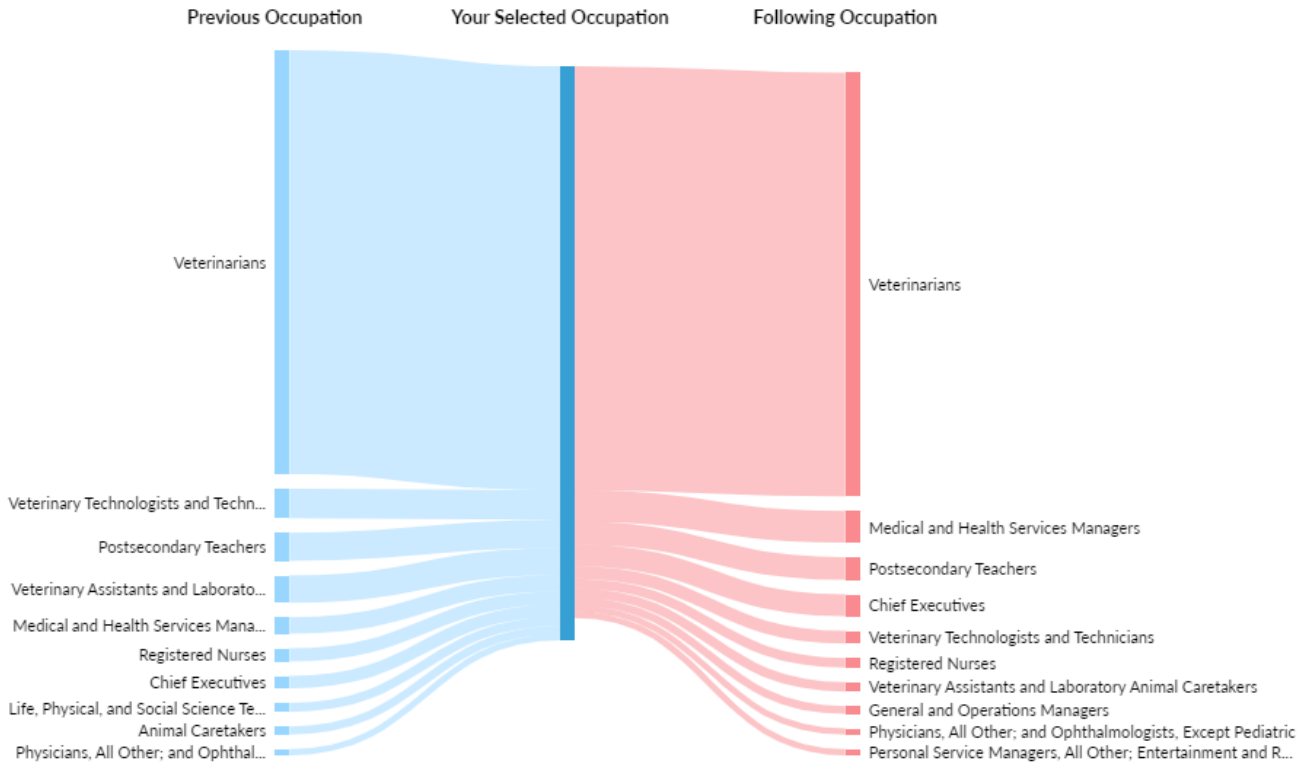 Previous Occupation
Your Selected Occupation
Following Occupation
Veterinarians
Veterinary Technologists and Techn...
Postsecondary Teachers
Veterinary Assistants and Laborato...
Medical and Health Services Mana...
Registered Nurses
Chief Executives
Life, Physical, and Social Science Te...
Animal Caretakers
Physicians, All Other; and Ophthal...
Veterinarians
Medical and Health Services Managers
Postsecondary Teachers
Chief Executives
Veterinary Technologists and Technicians
Registered Nurses
Veterinary Assistants and Laboratory Animal Caretakers
General and Operations Managers
Physicians, All Other; and Ophthalmologists, Except Pediatric
Personal Service Managers, All Other; Entertainment and R...